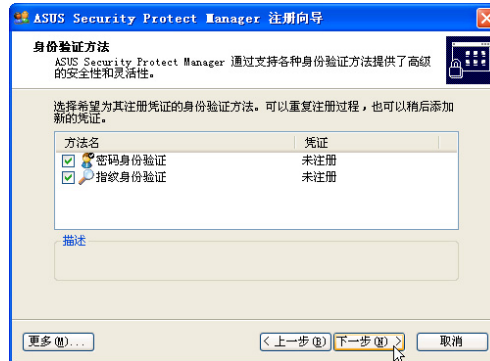 ASUS Security Protect Manager 注册向导
身份验证方法
ASUS Security Protect Manager 通过支持各种身份验证方法提供了高级
的安全性和灵活性。
选择希望为其注册凭证的身份验证方法。可以重复注册过程，也可以稍后添加
新的凭证。
方法名 凭证
密码身份验证 未注册
指纹身份验证 未注册
描述
更多(M)... < 上一步(B) 下一步(N) > 取消